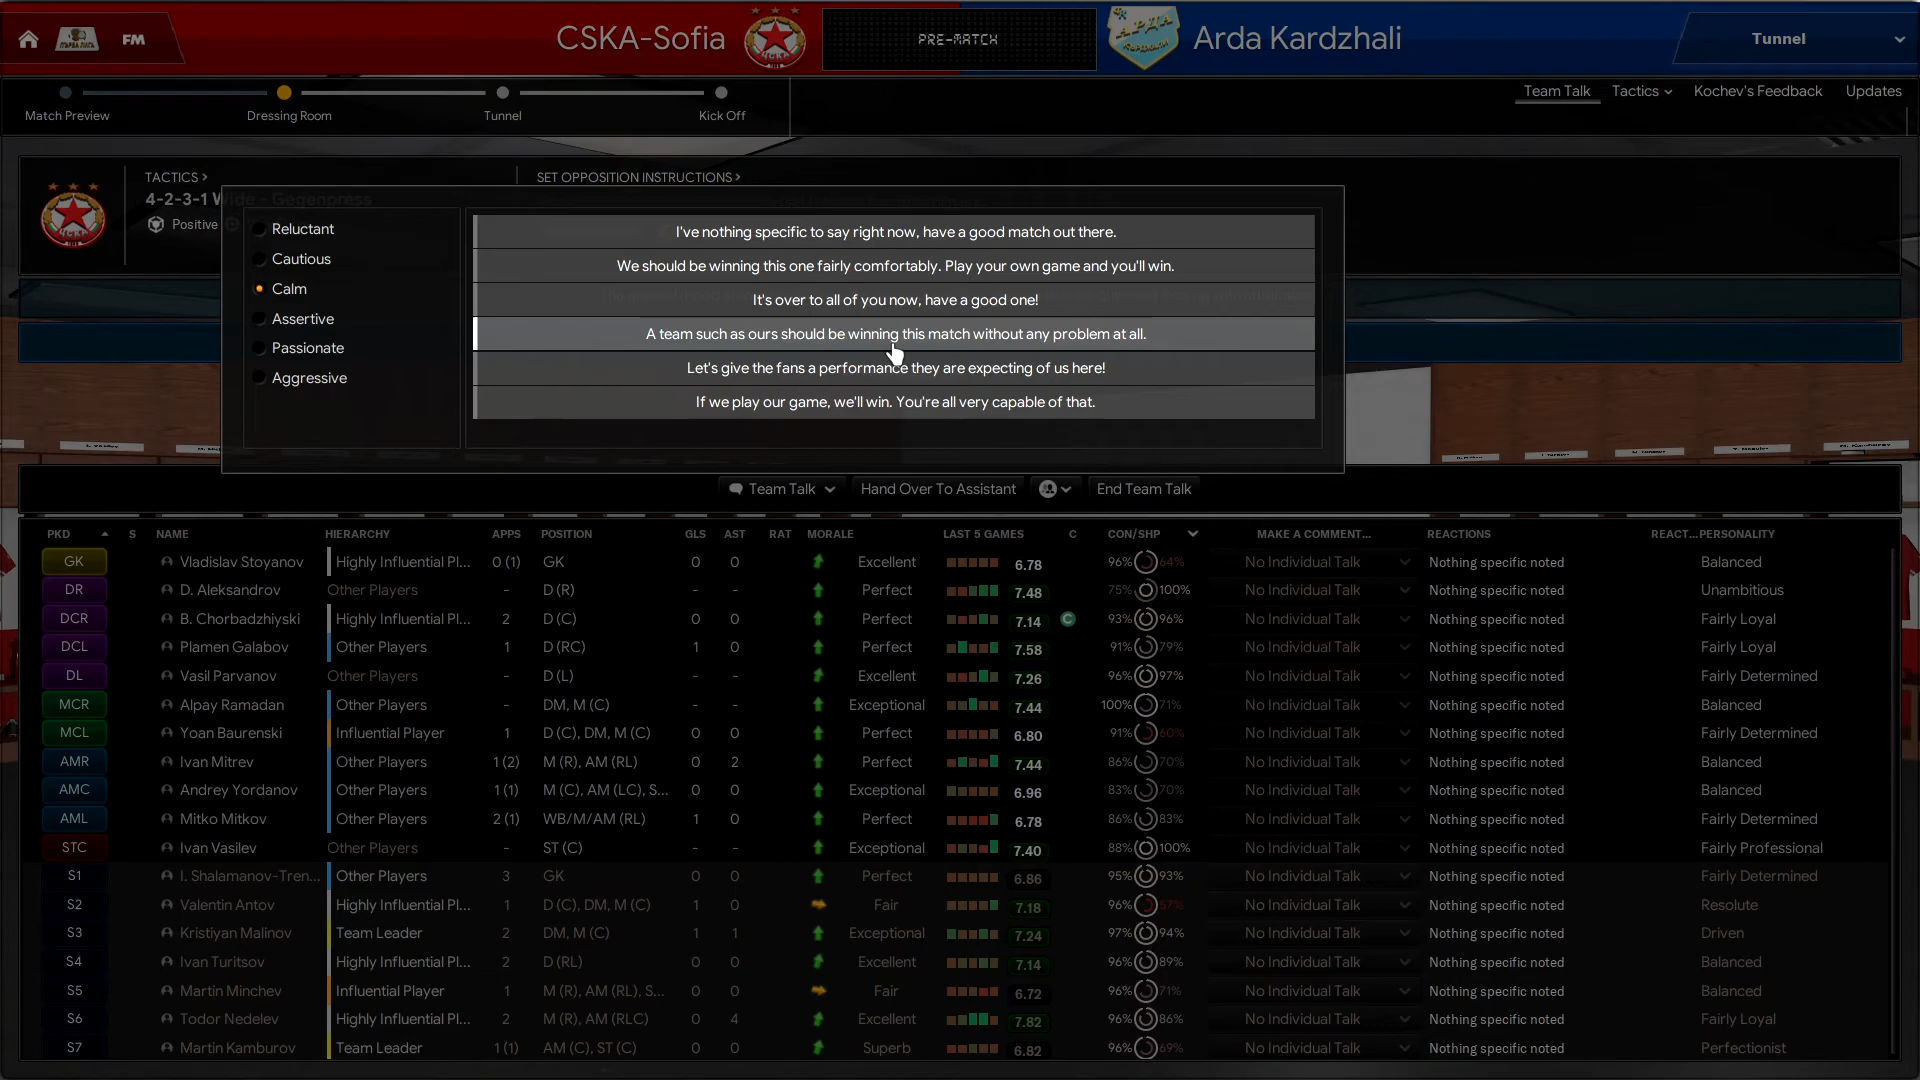 ПЪРВА ЛИГА
FM
CSKA-Sofia
ЦСКА
PRE-MATCH
АРДА
КЪРДЖАЛИ
Arda Kardzhali
Tunnel
Match Preview
Dressing Room
Tunnel
Kick Off
Team Talk
Tactics
Kochev's Feedback
Updates
TACTICS >
SET OPPOSITION INSTRUCTIONS >
4-2-3-1 Wide - Gegenpress
Positive
Reluctant
Cautious
Calm
Assertive
Passionate
Aggressive
I've nothing specific to say right now, have a good match out there.
We should be winning this one fairly comfortably. Play your own game and you'll win.
It's over to all of you now, have a good one!
A team such as ours should be winning this match without any problem at all.
Let's give the fans a performance they are expecting of us here!
If we play our game, we'll win. You're all very capable of that.
Team Talk
Hand Over To Assistant
End Team Talk
PKD S NAME HIERARCHY APPS POSITION GLS AST RAT MORALE LAST 5 GAMES C CON/SHP MAKE A COMMENT... REACTIONS REACT... PERSONALITY
GK Vladislav Stoyanov Highly Influential Pl... 0 (1) GK 0 0 Excellent 6.78 96% 64% No Individual Talk Nothing specific noted Balanced
DR D. Aleksandrov Other Players - D (R) - - Perfect 7.48 75% 100% No Individual Talk Nothing specific noted Unambitious
DCR B. Chorbadzhiyski Highly Influential Pl... 2 D (C) 0 0 Perfect 7.14 C 93% 96% No Individual Talk Nothing specific noted Fairly Loyal
DCL Plamen Galabov Other Players 1 D (RC) 1 0 Perfect 7.58 91% 79% No Individual Talk Nothing specific noted Fairly Loyal
DL Vasil Parvanov Other Players - D (L) - - Excellent 7.26 96% 97% No Individual Talk Nothing specific noted Fairly Determined
MCR Alpay Ramadan Other Players - DM, M (C) - - Exceptional 7.44 100% 71% No Individual Talk Nothing specific noted Balanced
MCL Yoan Baurenski Influential Player 1 D (C), DM, M (C) 0 0 Perfect 6.80 91% 60% No Individual Talk Nothing specific noted Fairly Determined
AMR Ivan Mitrev Other Players 1 (2) M (R), AM (RL) 0 2 Perfect 7.44 86% 70% No Individual Talk Nothing specific noted Balanced
AMC Andrey Yordanov Other Players 1 (1) M (C), AM (LC), S... 0 0 Exceptional 6.96 83% 70% No Individual Talk Nothing specific noted Balanced
AML Mitko Mitkov Other Players 2 (1) WB/M/AM (RL) 1 0 Perfect 6.78 86% 83% No Individual Talk Nothing specific noted Fairly Determined
STC Ivan Vasilev Other Players - ST (C) - - Exceptional 7.40 88% 100% No Individual Talk Nothing specific noted Fairly Professional
S1 I. Shalamanov-Tren... Other Players 3 GK 0 0 Perfect 6.86 95% 93% No Individual Talk Nothing specific noted Fairly Determined
S2 Valentin Antov Highly Influential Pl... 1 D (C), DM, M (C) 1 0 Fair 7.18 96% 57% No Individual Talk Nothing specific noted Resolute
S3 Kristiyan Malinov Team Leader 2 DM, M (C) 1 1 Exceptional 7.24 97% 94% No Individual Talk Nothing specific noted Driven
S4 Ivan Turitsov Highly Influential Pl... 2 D (RL) 0 0 Excellent 7.14 96% 89% No Individual Talk Nothing specific noted Balanced
S5 Martin Minchev Influential Player 1 M (R), AM (RL), S... 0 0 Fair 6.72 96% 71% No Individual Talk Nothing specific noted Balanced
S6 Todor Nedelev Highly Influential Pl... 2 M (R), AM (RLC) 0 4 Excellent 7.82 96% 86% No Individual Talk Nothing specific noted Fairly Loyal
S7 Martin Kamburov Team Leader 1 (1) AM (C), ST (C) 0 0 Superb 6.82 96% 69% No Individual Talk Nothing specific noted Perfectionist